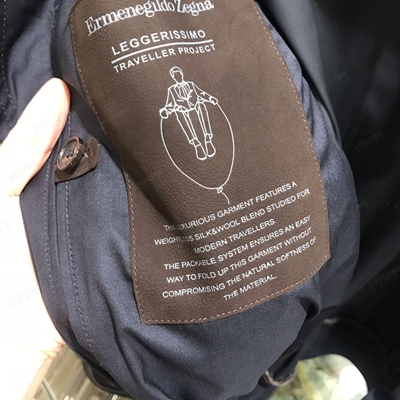 Ermenegildo Zegna
LEGGERISSIMO
TRAVELLER PROJECT
THIS LUXURIOUS GARMENT FEATURES A
WEIGHTLESS SILK&WOOL BLEND STUDIED FOR
MODERN TRAVELLERS.
THE PACKABLE SYSTEM ENSURES AN EASY
WAY TO FOLD UP THIS GARMENT WITHOUT
COMPROMISING THE NATURAL SOFTNESS OF
THE MATERIAL.